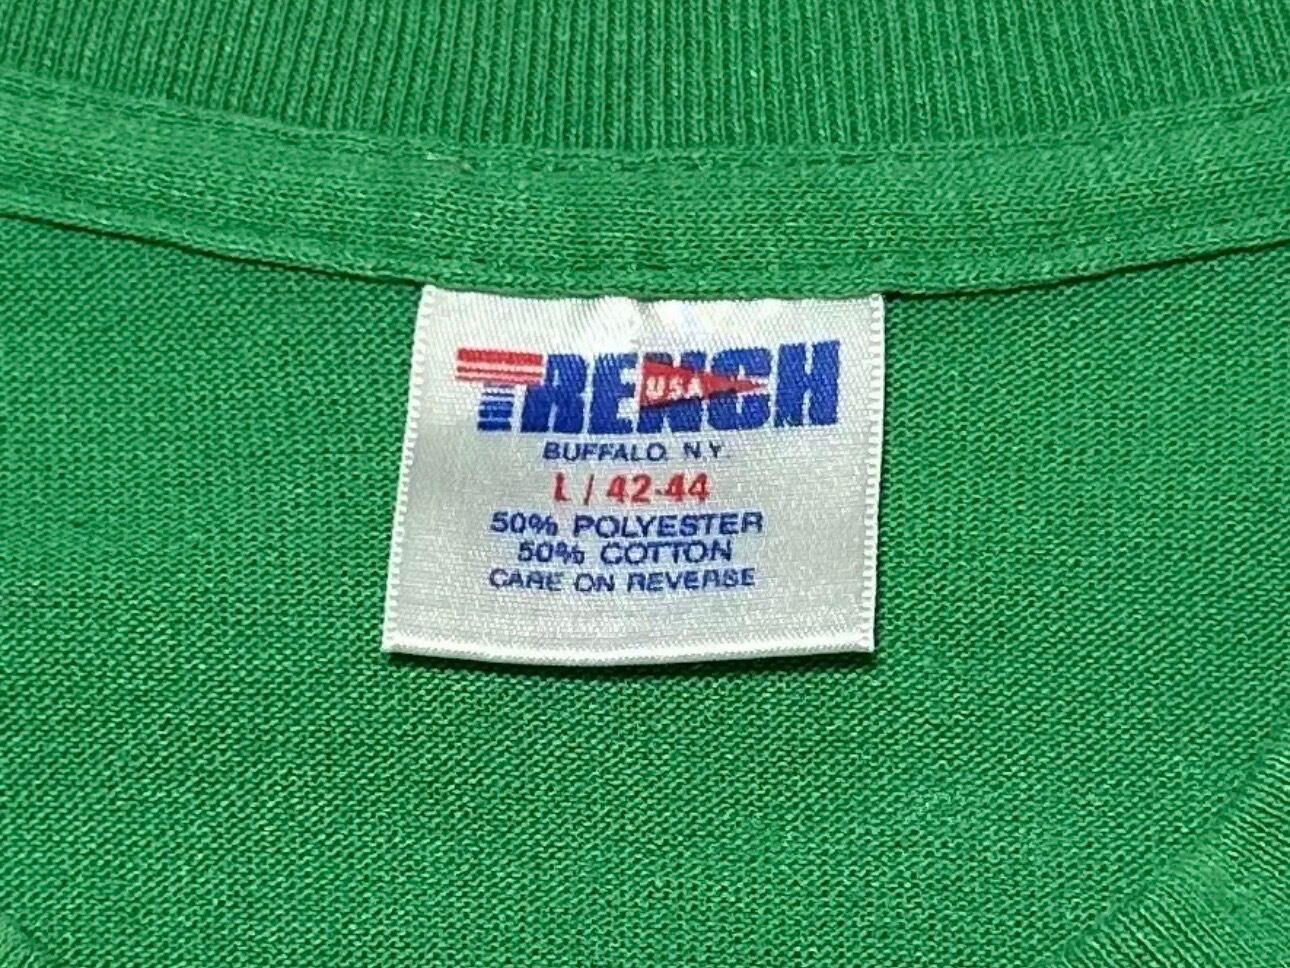 TRENCH
USA
BUFFALO, N.Y.
L / 42-44
50% POLYESTER
50% COTTON
CARE ON REVERSE